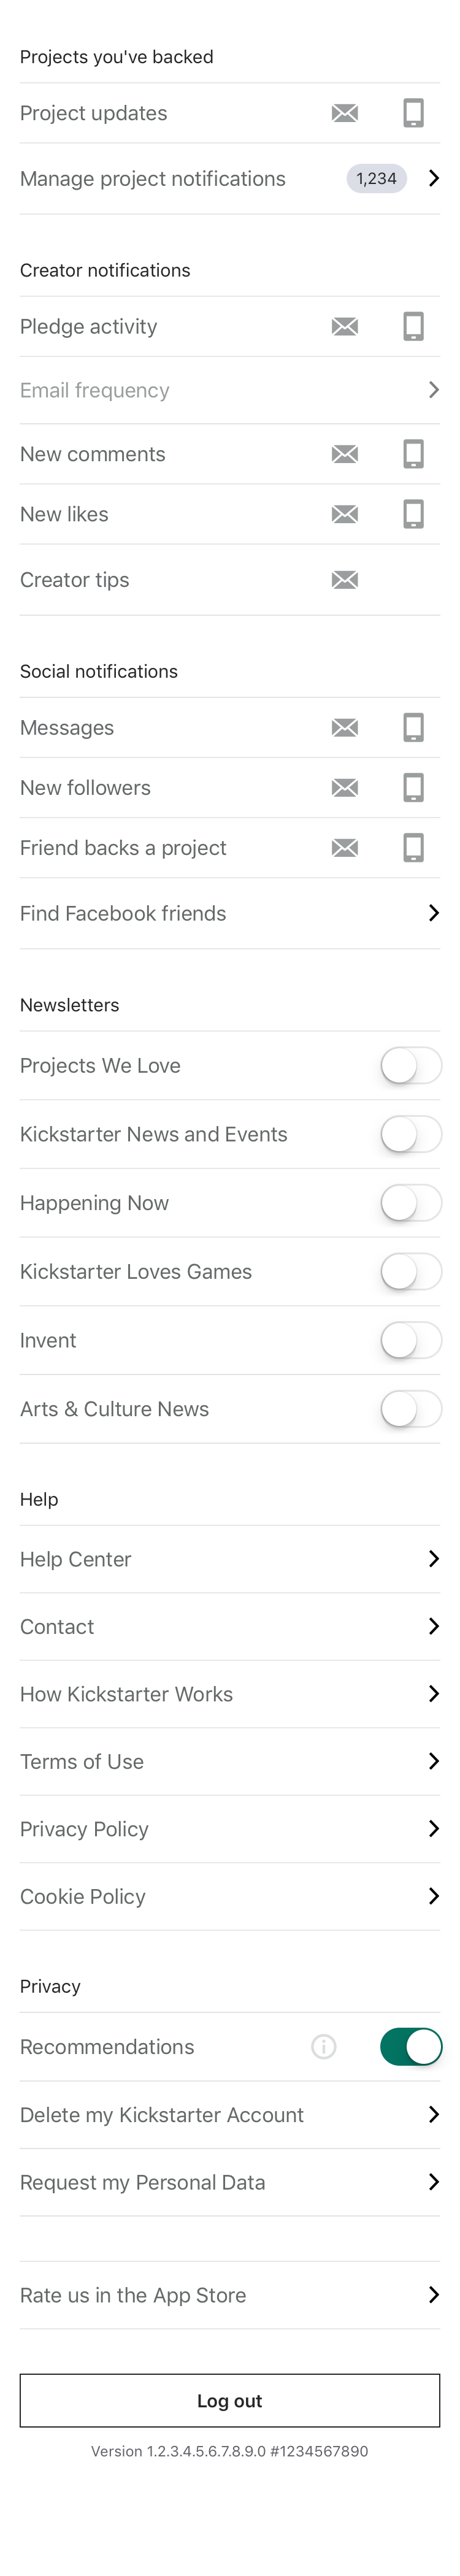 Projects you've backed
Project updates
Manage project notifications 1,234
Creator notifications
Pledge activity
Email frequency
New comments
New likes
Creator tips
Social notifications
Messages
New followers
Friend backs a project
Find Facebook friends
Newsletters
Projects We Love
Kickstarter News and Events
Happening Now
Kickstarter Loves Games
Invent
Arts & Culture News
Help
Help Center
Contact
How Kickstarter Works
Terms of Use
Privacy Policy
Cookie Policy
Privacy
Recommendations
Delete my Kickstarter Account
Request my Personal Data
Rate us in the App Store
Log out
Version 1.2.3.4.5.6.7.8.9.0 #1234567890